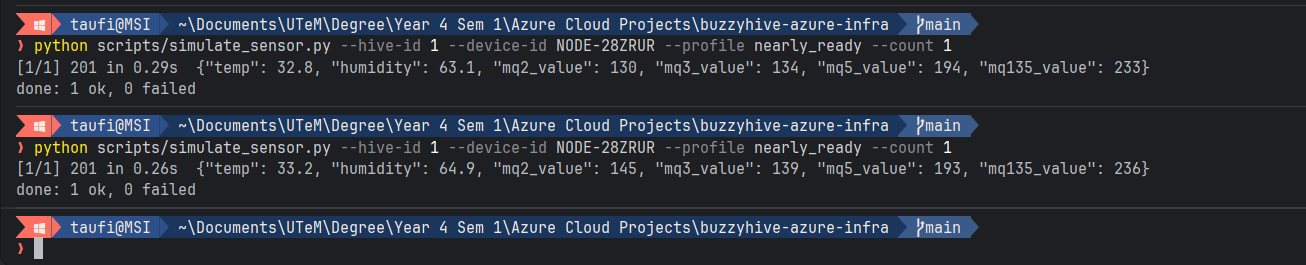 taufi@MSI ~\Documents\UTeM\Degree\Year 4 Sem 1\Azure Cloud Projects\buzzyhive-azure-infra main
❯ python scripts/simulate_sensor.py --hive-id 1 --device-id NODE-28ZRUR --profile nearly_ready --count 1
[1/1] 201 in 0.29s  {"temp": 32.8, "humidity": 63.1, "mq2_value": 130, "mq3_value": 134, "mq5_value": 194, "mq135_value": 233}
done: 1 ok, 0 failed
taufi@MSI ~\Documents\UTeM\Degree\Year 4 Sem 1\Azure Cloud Projects\buzzyhive-azure-infra main
❯ python scripts/simulate_sensor.py --hive-id 1 --device-id NODE-28ZRUR --profile nearly_ready --count 1
[1/1] 201 in 0.26s  {"temp": 33.2, "humidity": 64.9, "mq2_value": 145, "mq3_value": 139, "mq5_value": 193, "mq135_value": 236}
done: 1 ok, 0 failed
taufi@MSI ~\Documents\UTeM\Degree\Year 4 Sem 1\Azure Cloud Projects\buzzyhive-azure-infra main
❯